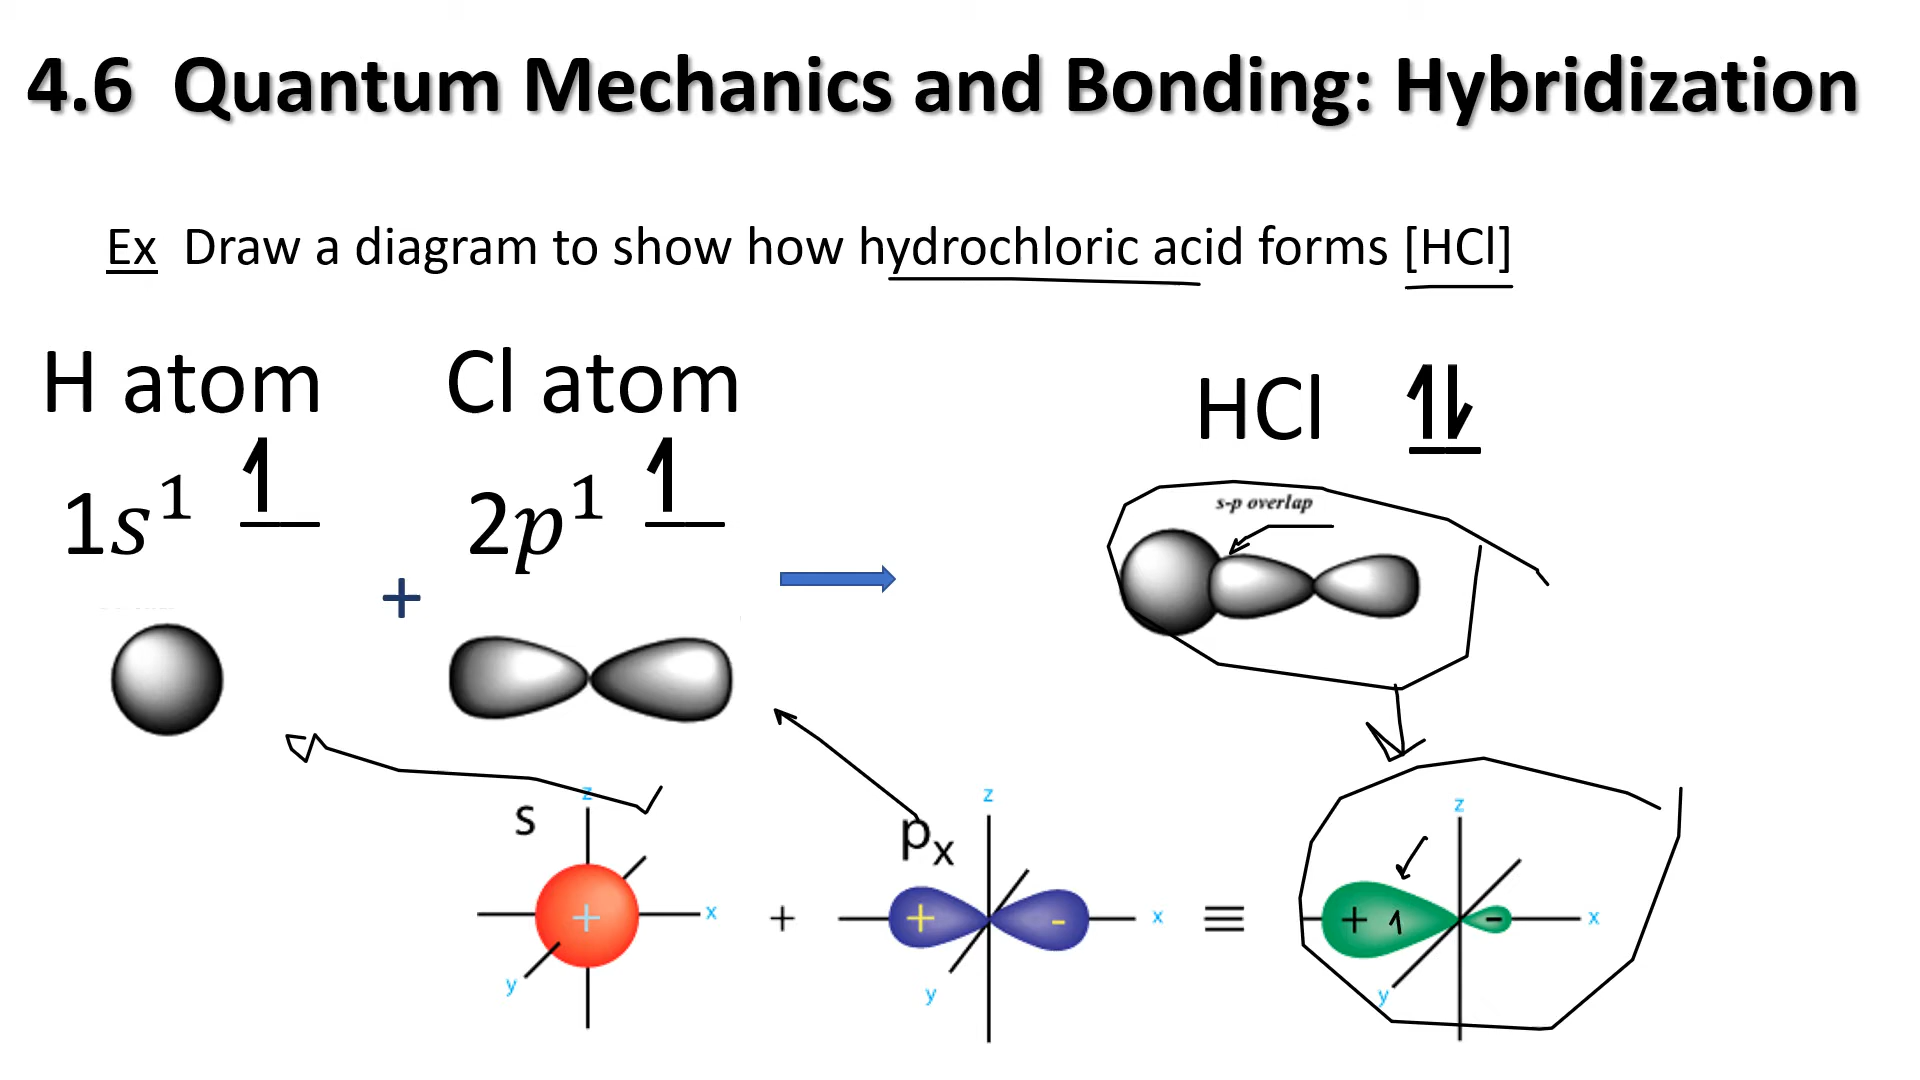 4.6 Quantum Mechanics and Bonding: Hybridization
Ex Draw a diagram to show how hydrochloric acid forms [HCl]
H atom
Cl atom
HCl ⥮
1s¹ ↿
2p¹ ↿
s-p overlap
+
s
z
x
y
+
+
pₓ
z
x
y
+ -
≡
z
x
y
+ 1 -